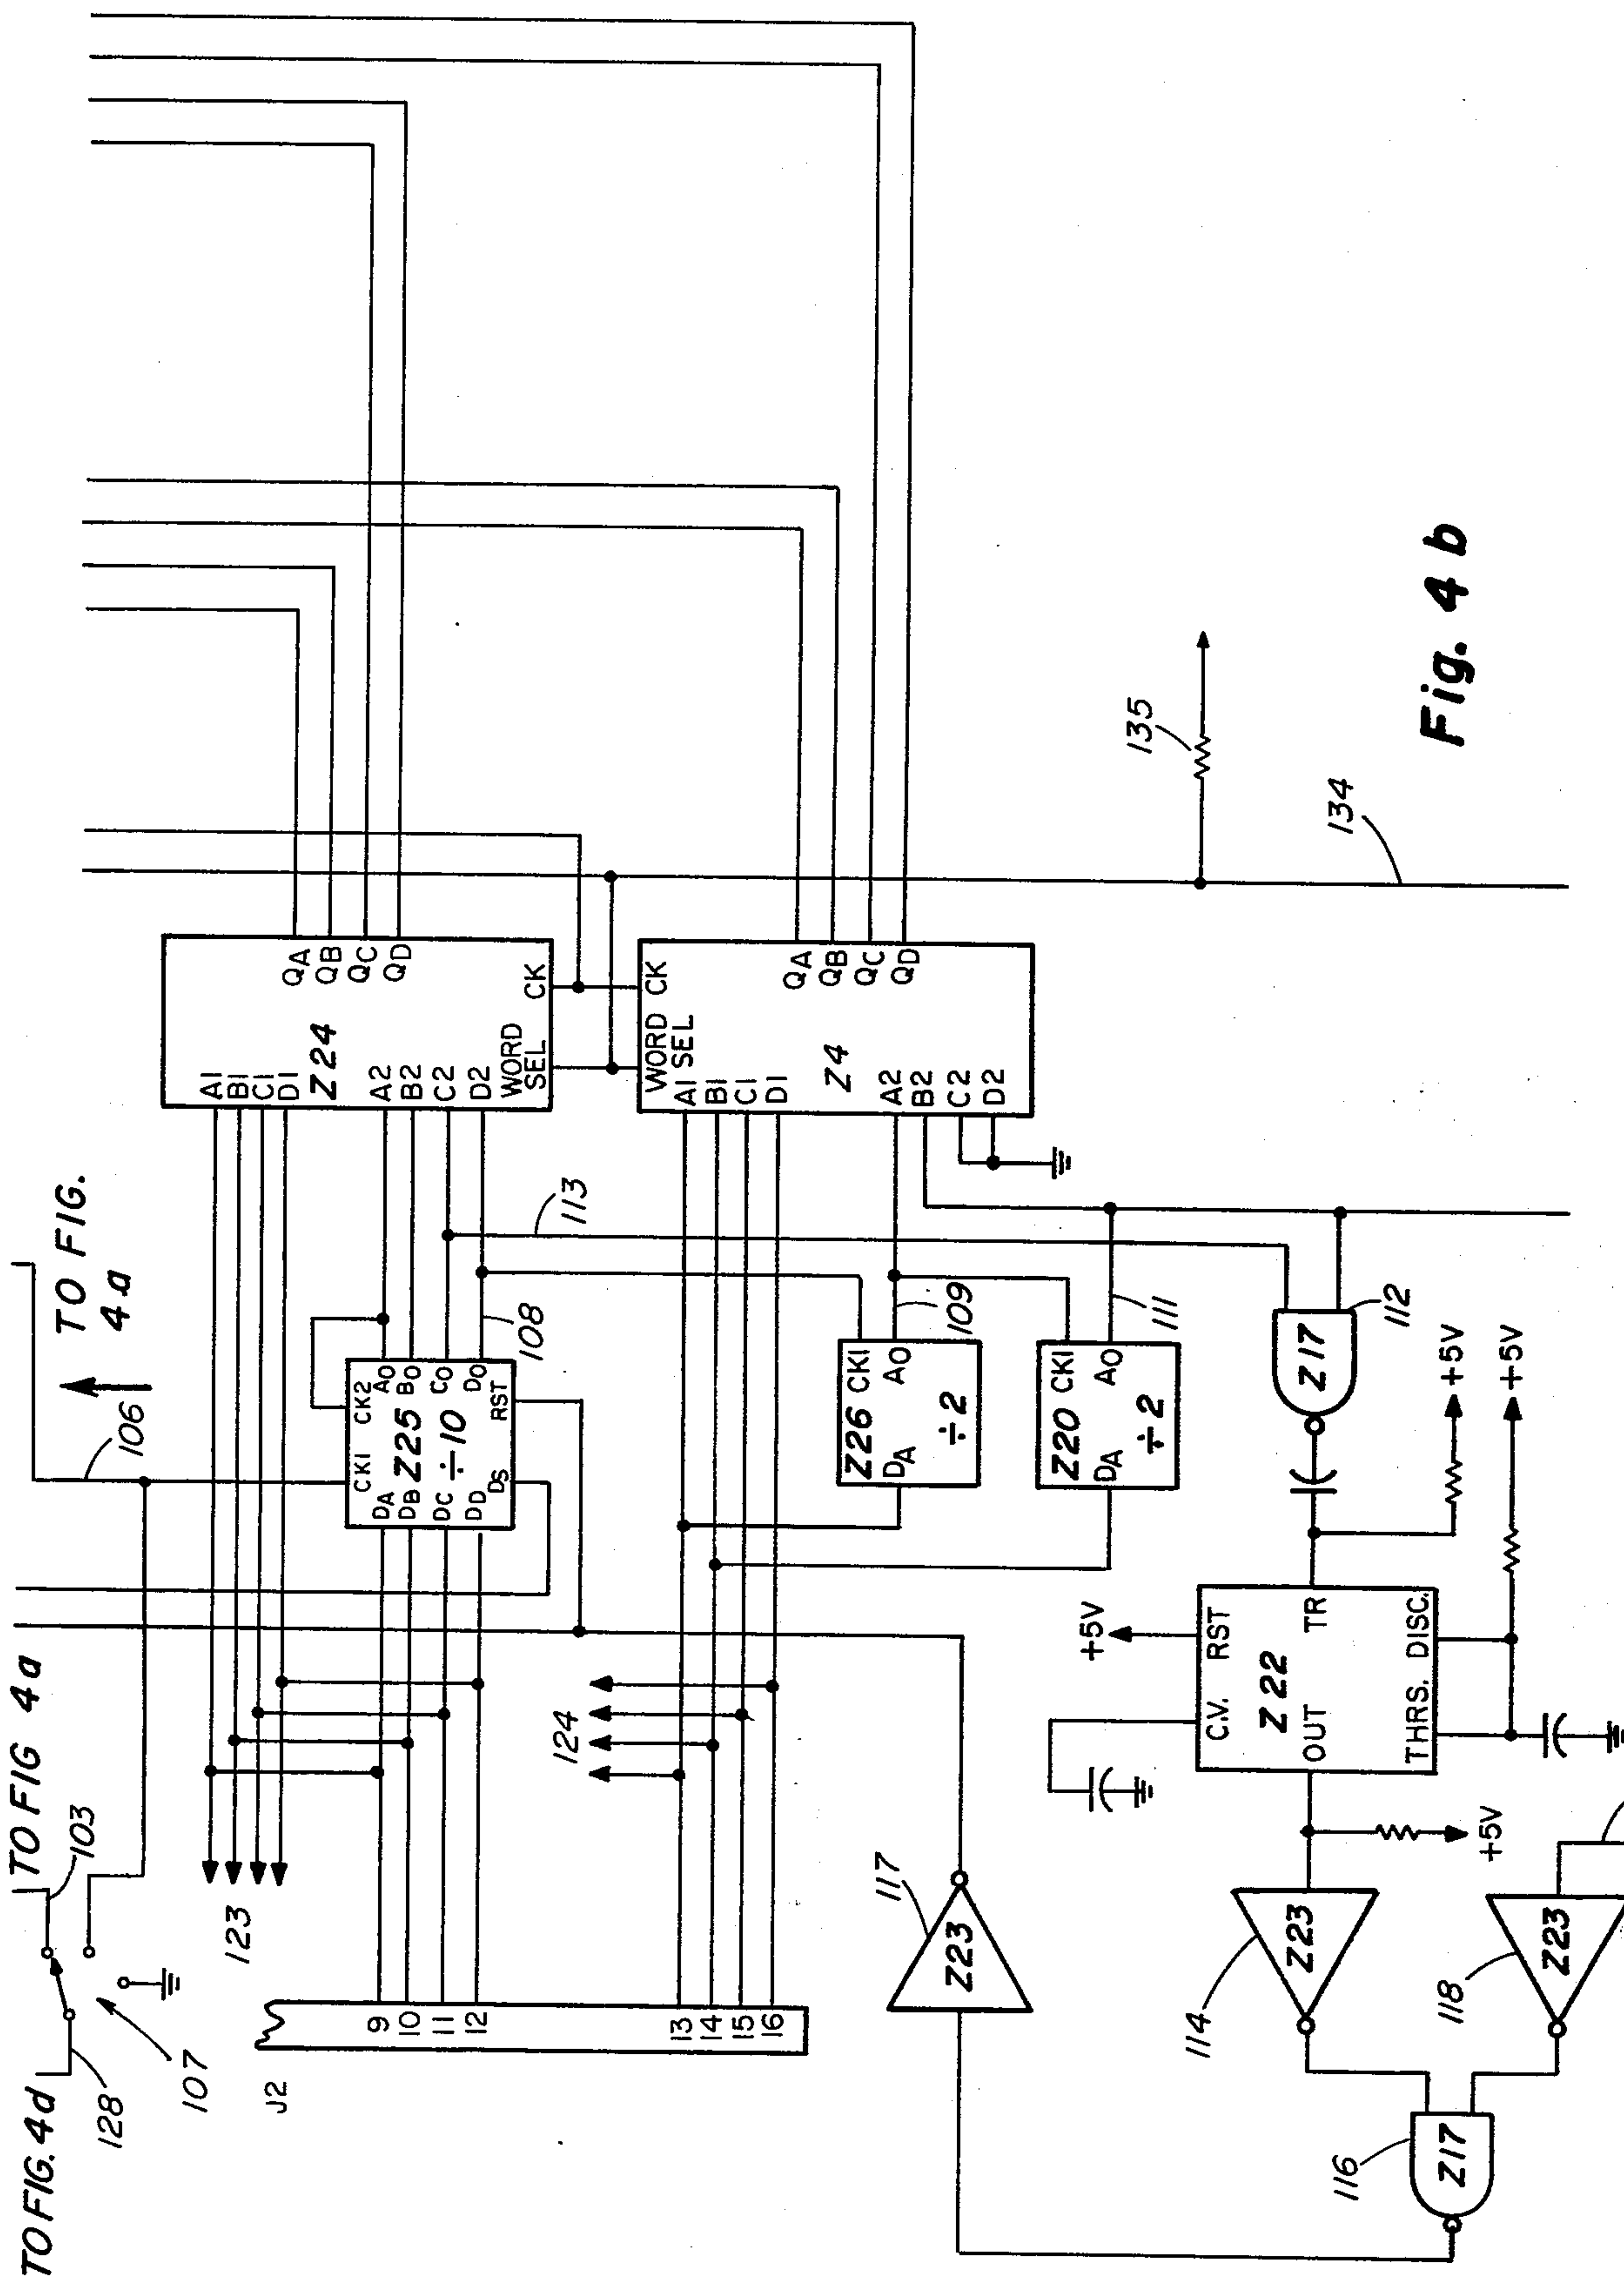 TO FIG. 4d
128
107
TO FIG 4a
103
106
TO FIG.
4a
123
J2
9
10
11
12
13
14
15
16
124
CK1
CK2
DA
DB
DC
DD
DS
Z25
÷10
AO
BO
CO
DO
RST
108
113
A1
B1
C1
D1
Z24
A2
B2
C2
D2
WORD
SEL
CK
QA
QB
QC
QD
WORD
SEL
CK
A1
B1
C1
D1
Z4
A2
B2
C2
D2
QA
QB
QC
QD
Z26
CK1
DA
AO
÷2
109
Z20
CK1
DA
AO
÷2
111
Z17
112
+5V
+5V
+5V
C.V.
RST
Z22
OUT
TR
THRS.
DISC.
+5V
117
Z23
114
Z23
118
Z23
116
Z17
135
134
Fig. 4b